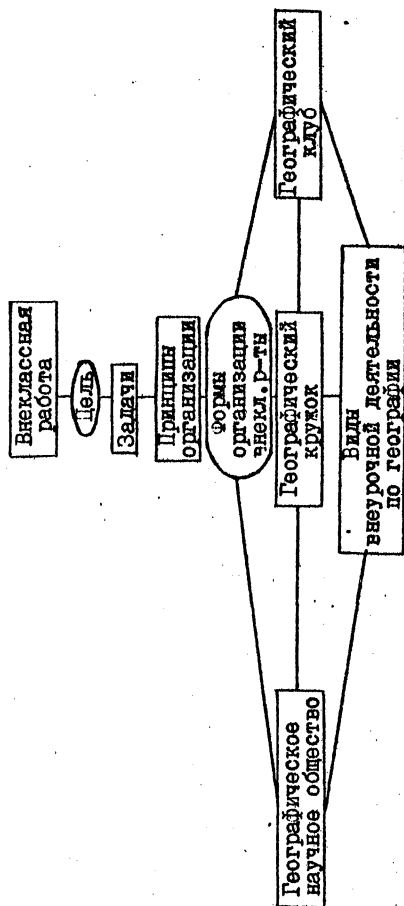 Внеклассная
работа
Цель
Задачи
Принципы
организации
Формы
организации
внекл.р-ты
Географическое
научное общество
Географический
кружок
Географический
клуб
Виды
внеурочной деятельности
по географии